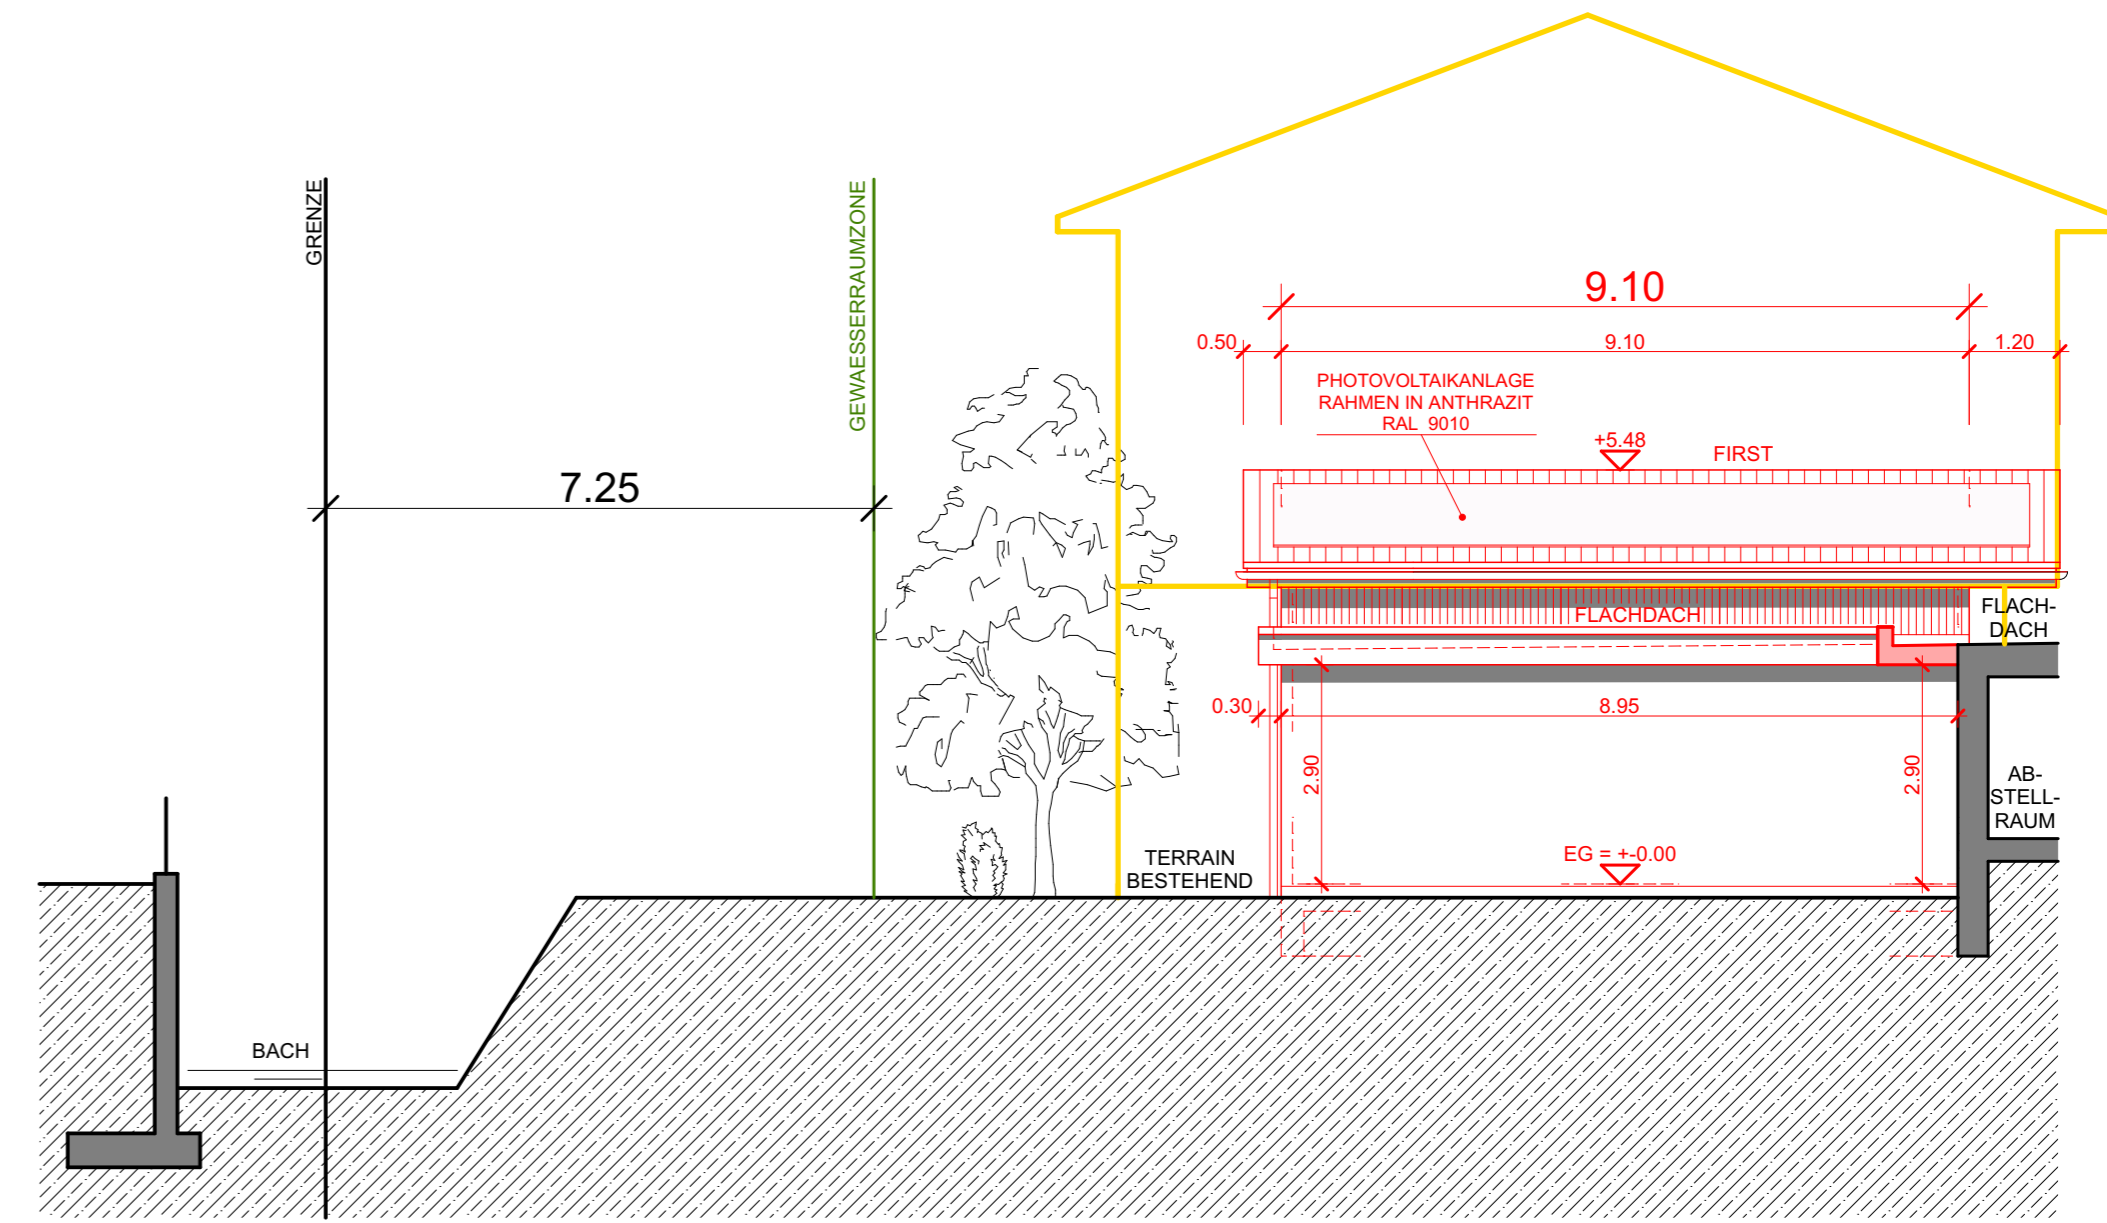 GRENZE
GEWAESSERRAUMZONE
7.25
9.10
0.50
9.10
1.20
PHOTOVOLTAIKANLAGE
RAHMEN IN ANTHRAZIT
RAL 9010
+5.48
FIRST
FLACHDACH
FLACH-
DACH
0.30
8.95
2.90
2.90
AB-
STELL-
RAUM
TERRAIN
BESTEHEND
EG = +-0.00
BACH